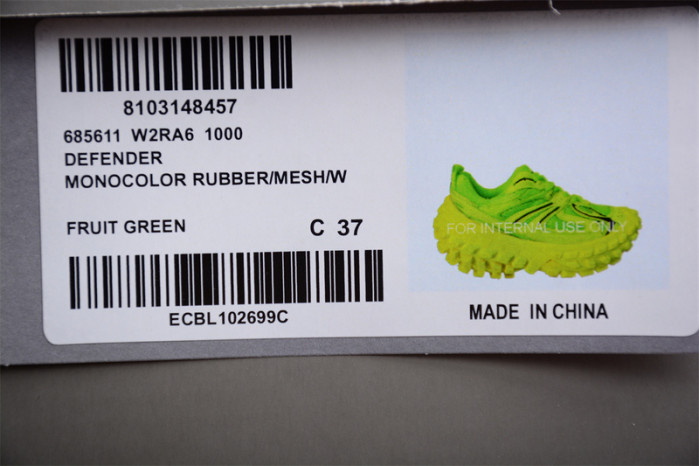 8103148457
685611 W2RA6 1000
DEFENDER
MONOCOLOR RUBBER/MESH/W
FRUIT GREEN C 37
ECBL102699C
FOR INTERNAL USE ONLY
MADE IN CHINA